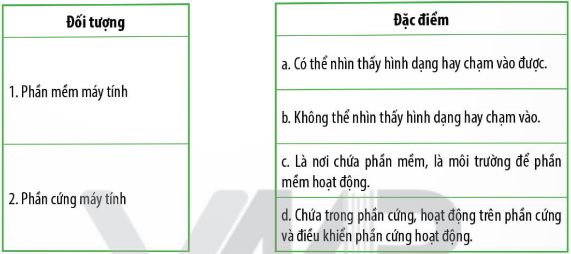 Đối tượng
1. Phần mềm máy tính
2. Phần cứng máy tính
Đặc điểm
a. Có thể nhìn thấy hình dạng hay chạm vào được.
b. Không thể nhìn thấy hình dạng hay chạm vào.
c. Là nơi chứa phần mềm, là môi trường để phần
mềm hoạt động.
d. Chứa trong phần cứng, hoạt động trên phần cứng
và điều khiển phần cứng hoạt động.